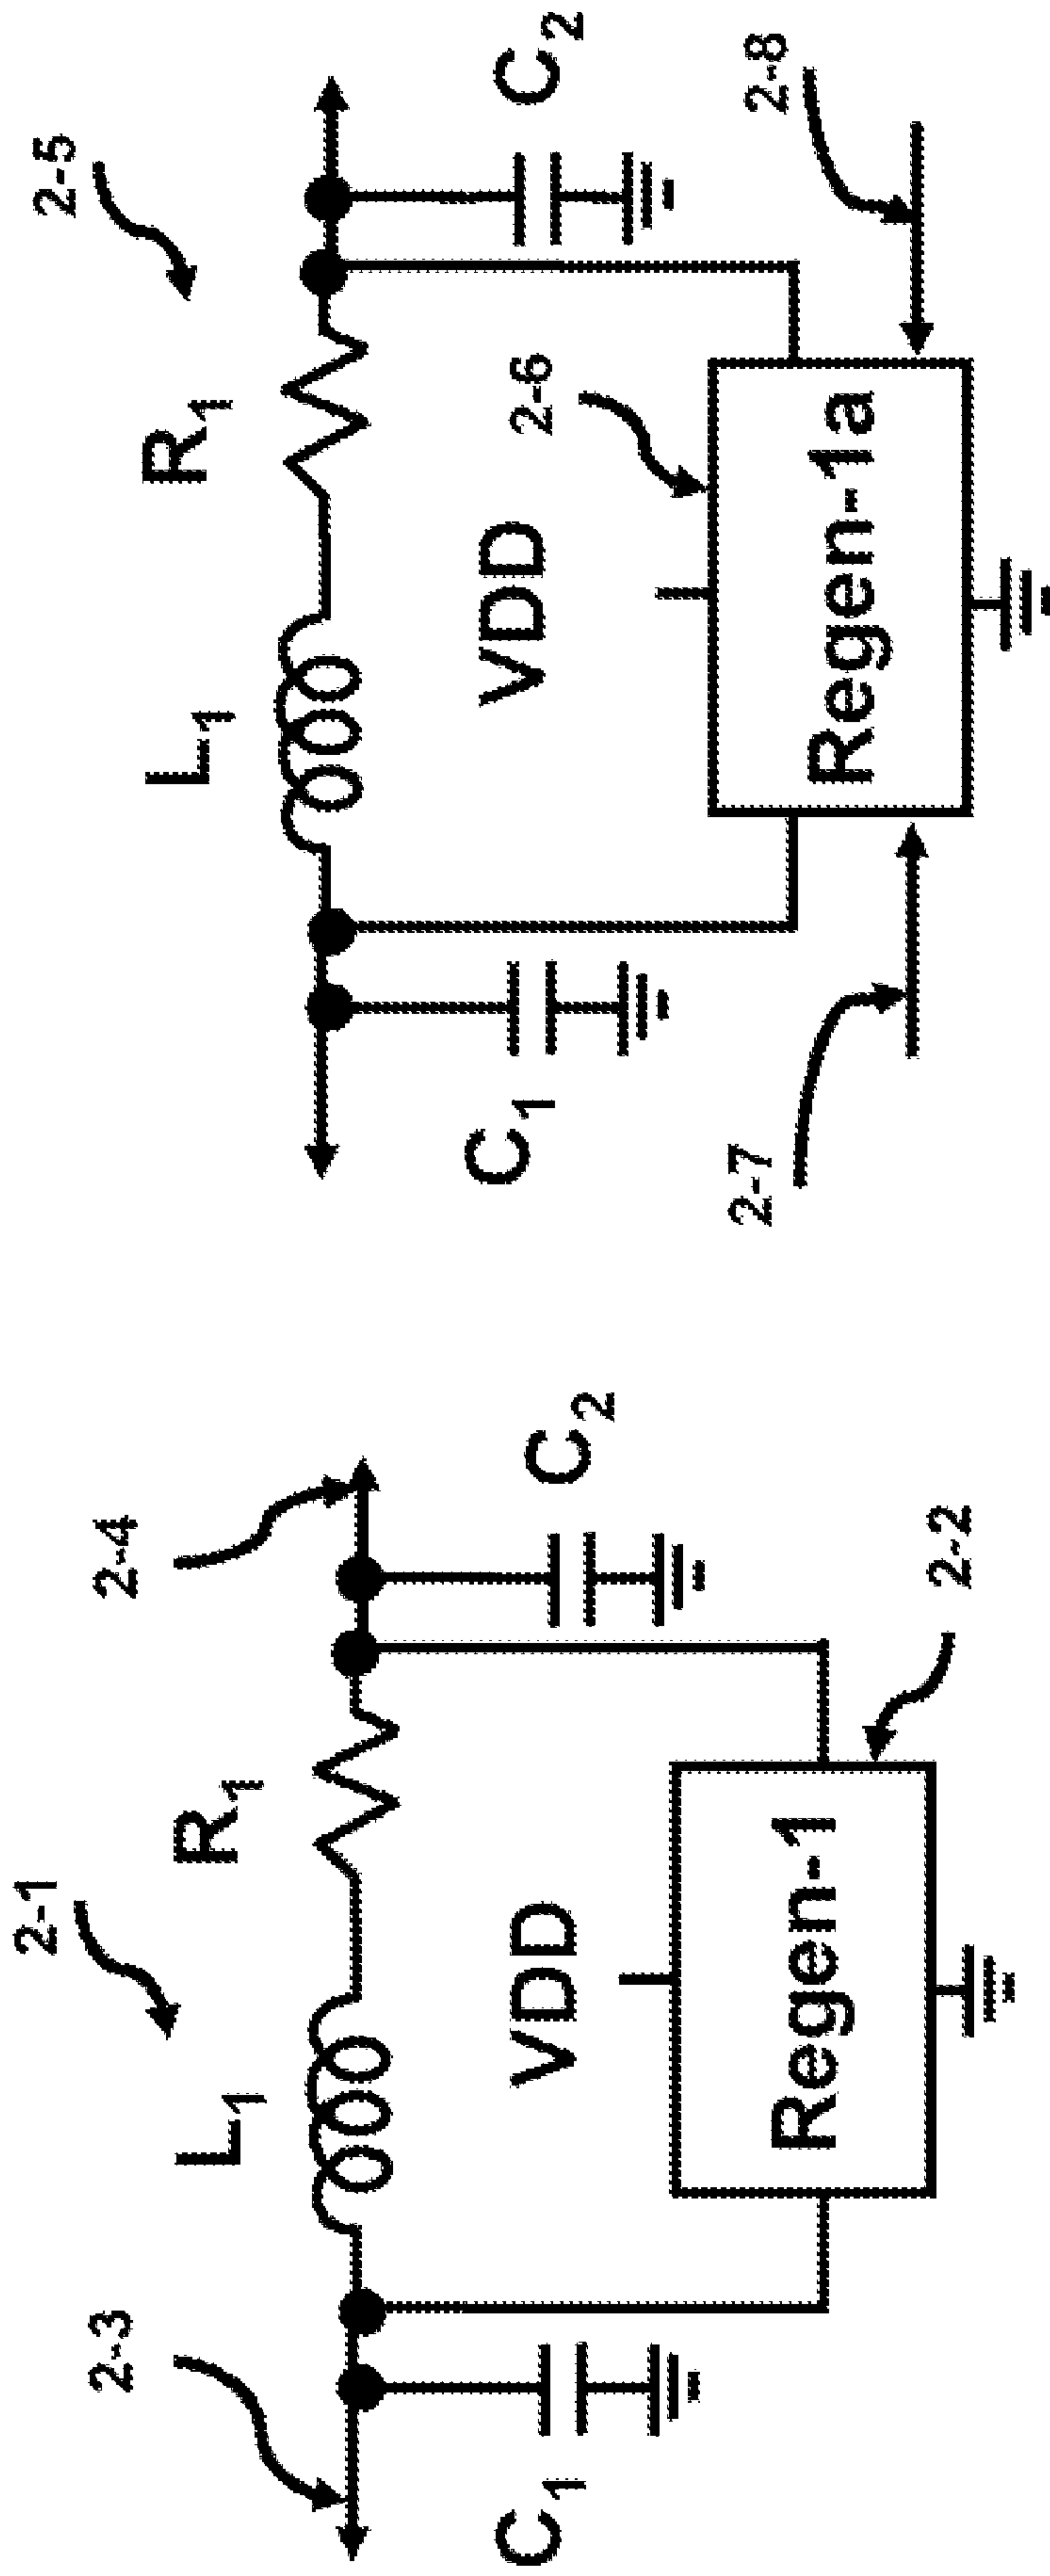 2-1
L1
R1
2-3
2-4
VDD
C1
C2
Regen-1
2-2
2-5
L1
R1
VDD
2-6
C1
C2
Regen-1a
2-7
2-8